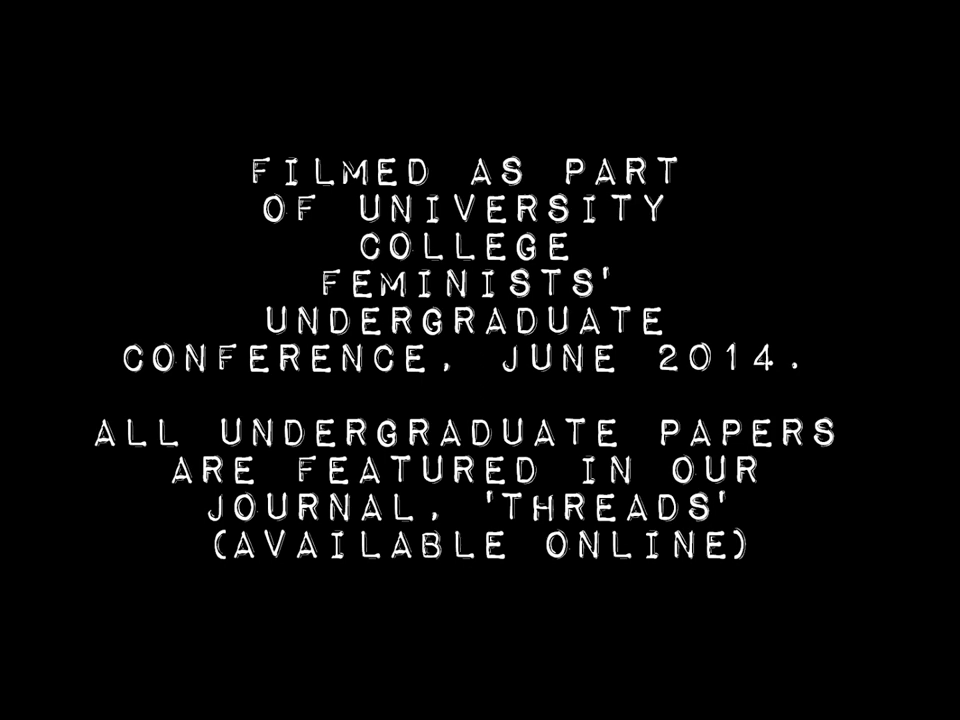 FILMED AS PART
OF UNIVERSITY
COLLEGE
FEMINISTS'
UNDERGRADUATE
CONFERENCE, JUNE 2014.
ALL UNDERGRADUATE PAPERS
ARE FEATURED IN OUR
JOURNAL, 'THREADS'
(AVAILABLE ONLINE)